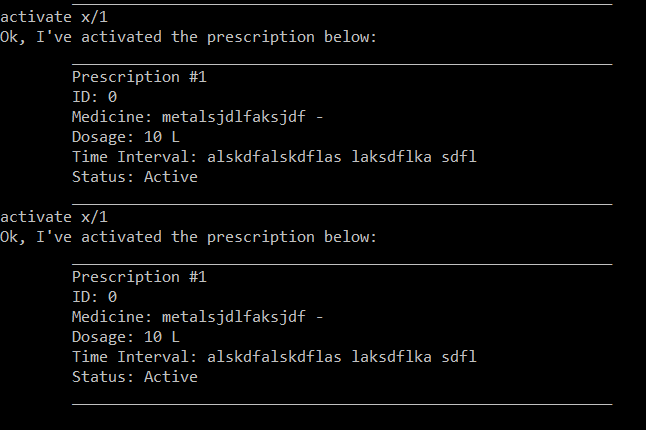 activate x/1
Ok, I've activated the prescription below:
Prescription #1
ID: 0
Medicine: metalsjdlfaksjdf -
Dosage: 10 L
Time Interval: alskdfalskdflas laksdflka sdfl
Status: Active
activate x/1
Ok, I've activated the prescription below:
Prescription #1
ID: 0
Medicine: metalsjdlfaksjdf -
Dosage: 10 L
Time Interval: alskdfalskdflas laksdflka sdfl
Status: Active